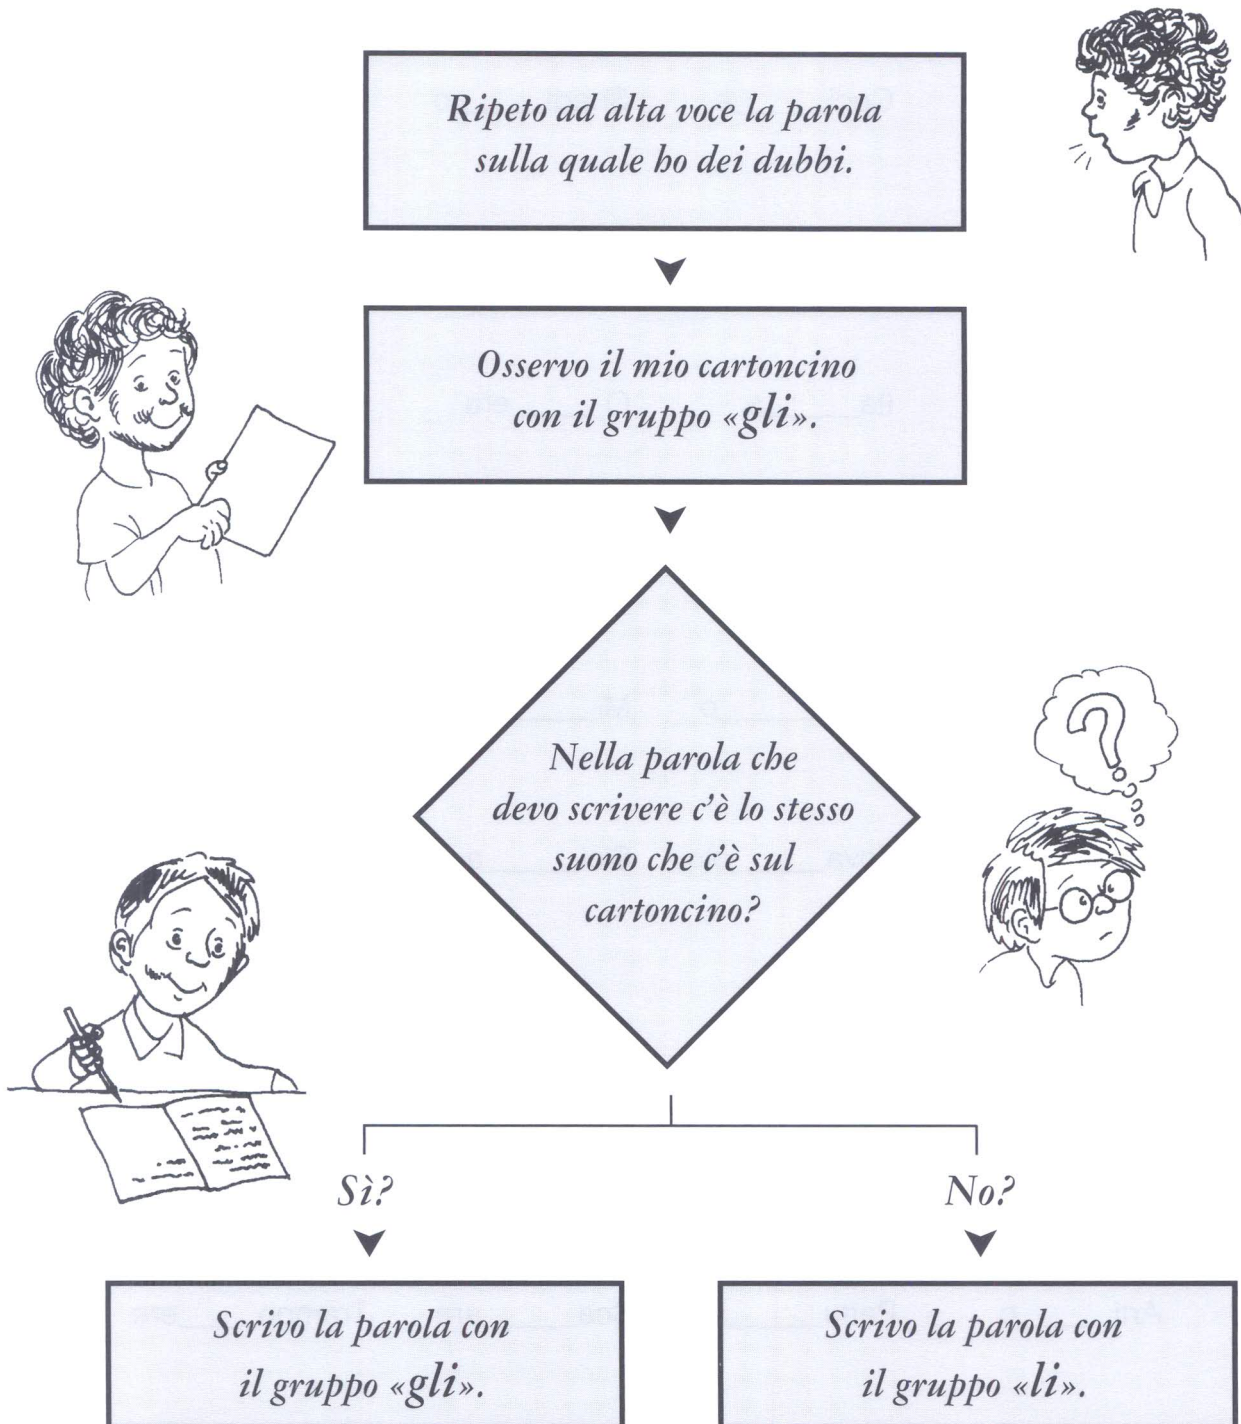 Ripeto ad alta voce la parola
sulla quale ho dei dubbi.
Osservo il mio cartoncino
con il gruppo «gli».
Nella parola che
devo scrivere c'è lo stesso
suono che c'è sul
cartoncino?
Sì?
No?
Scrivo la parola con
il gruppo «gli».
Scrivo la parola con
il gruppo «li».